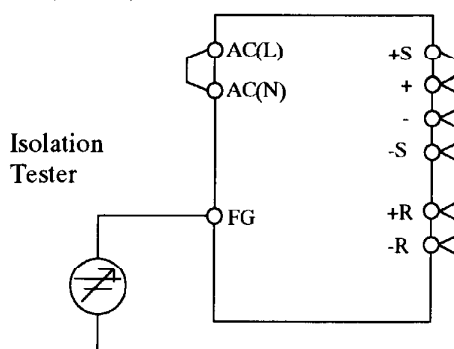 AC(L)
AC(N)
+S
+
-
-S
Isolation
Tester
FG
+R
-R